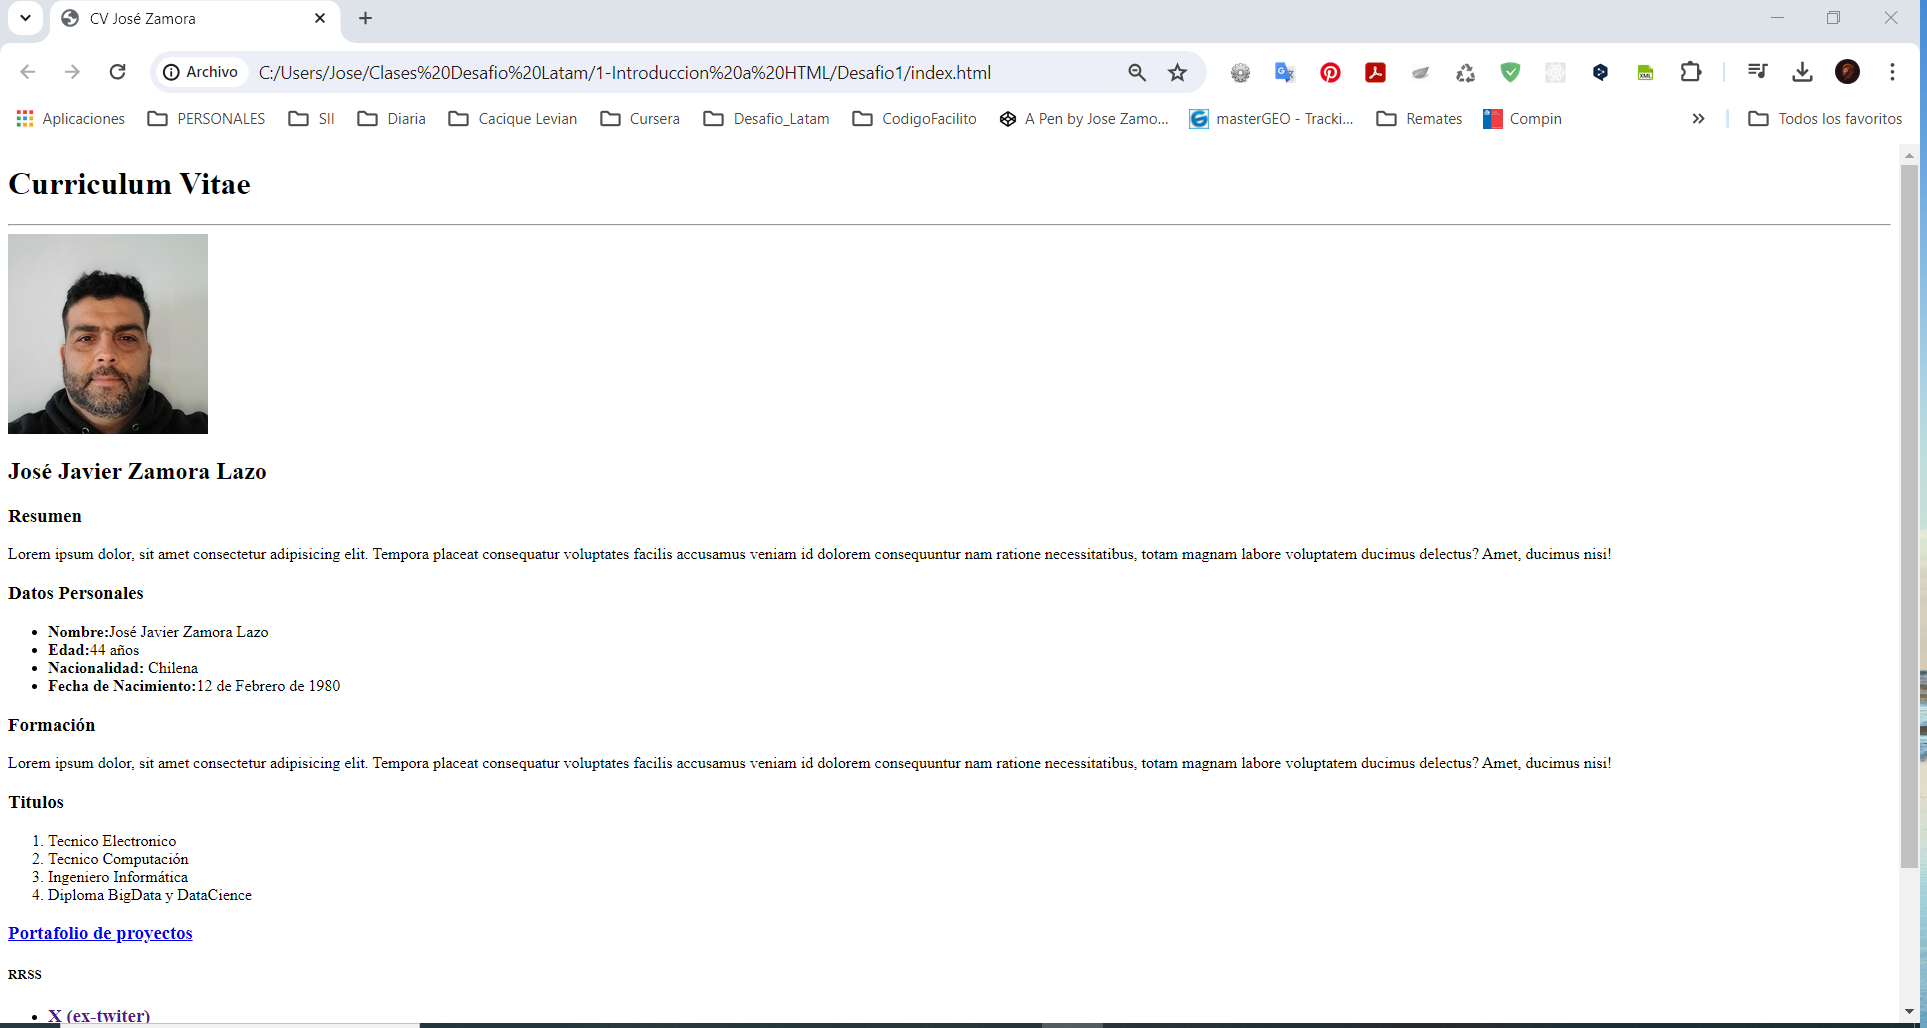 CV José Zamora
Archivo C:/Users/Jose/Clases%20Desafio%20Latam/1-Introduccion%20a%20HTML/Desafio1/index.html
Aplicaciones PERSONALES SII Diaria Cacique Levian Cursera Desafio_Latam CodigoFacilito A Pen by Jose Zamo... masterGEO - Tracki... Remates Compin Todos los favoritos
Curriculum Vitae
José Javier Zamora Lazo
Resumen
Lorem ipsum dolor, sit amet consectetur adipisicing elit. Tempora placeat consequatur voluptates facilis accusamus veniam id dolorem consequuntur nam ratione necessitatibus, totam magnam labore voluptatem ducimus delectus? Amet, ducimus nisi!
Datos Personales
• Nombre:José Javier Zamora Lazo
• Edad:44 años
• Nacionalidad: Chilena
• Fecha de Nacimiento:12 de Febrero de 1980
Formación
Lorem ipsum dolor, sit amet consectetur adipisicing elit. Tempora placeat consequatur voluptates facilis accusamus veniam id dolorem consequuntur nam ratione necessitatibus, totam magnam labore voluptatem ducimus delectus? Amet, ducimus nisi!
Titulos
1. Tecnico Electronico
2. Tecnico Computación
3. Ingeniero Informática
4. Diploma BigData y DataCience
Portafolio de proyectos
RRSS
• X (ex-twiter)